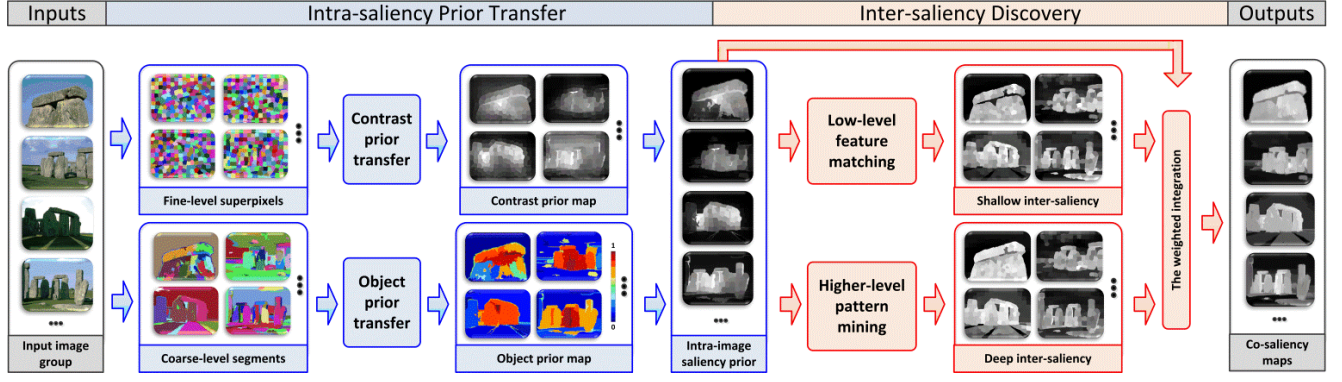 Inputs
Intra-saliency Prior Transfer
Inter-saliency Discovery
Outputs
Contrast
prior
transfer
Fine-level superpixels
Contrast prior map
Low-level
feature
matching
Shallow inter-saliency
The weighted integration
Object
prior
transfer
1
0
Higher-level
pattern
mining
Input image
group
Coarse-level segments
Object prior map
Intra-image
saliency prior
Deep inter-saliency
Co-saliency
maps